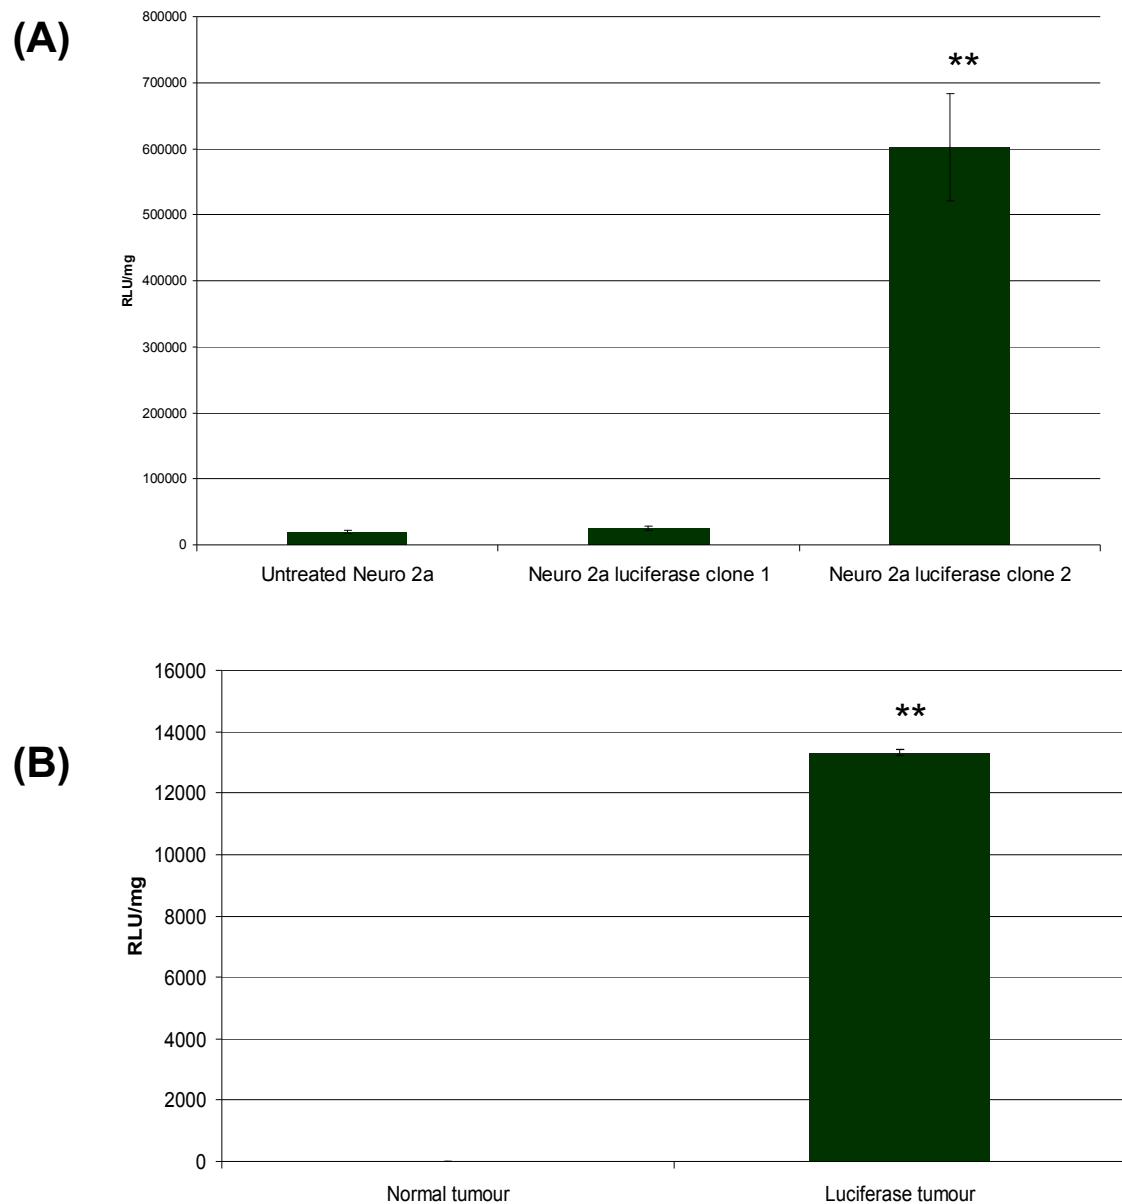 (A)
800000
700000
600000
500000
400000
300000
200000
100000
0
RLU/mg
**
Untreated Neuro 2a
Neuro 2a luciferase clone 1
Neuro 2a luciferase clone 2
(B)
16000
14000
12000
10000
8000
6000
4000
2000
0
RLU/mg
**
Normal tumour
Luciferase tumour